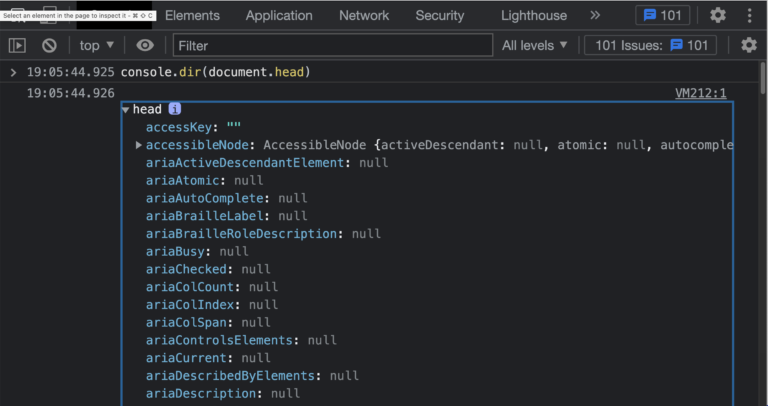 Select an element in the page to inspect it - ⌘ ⇧ C
Elements Application Network Security Lighthouse » 101
top ▼ Filter All levels ▼ 101 Issues: 101
> 19:05:44.925 console.dir(document.head)
19:05:44.926 VM212:1
▼ head i
accessKey: ""
▶ accessibleNode: AccessibleNode {activeDescendant: null, atomic: null, autocomple
ariaActiveDescendantElement: null
ariaAtomic: null
ariaAutoComplete: null
ariaBrailleLabel: null
ariaBrailleRoleDescription: null
ariaBusy: null
ariaChecked: null
ariaColCount: null
ariaColIndex: null
ariaColSpan: null
ariaControlsElements: null
ariaCurrent: null
ariaDescribedByElements: null
ariaDescription: null